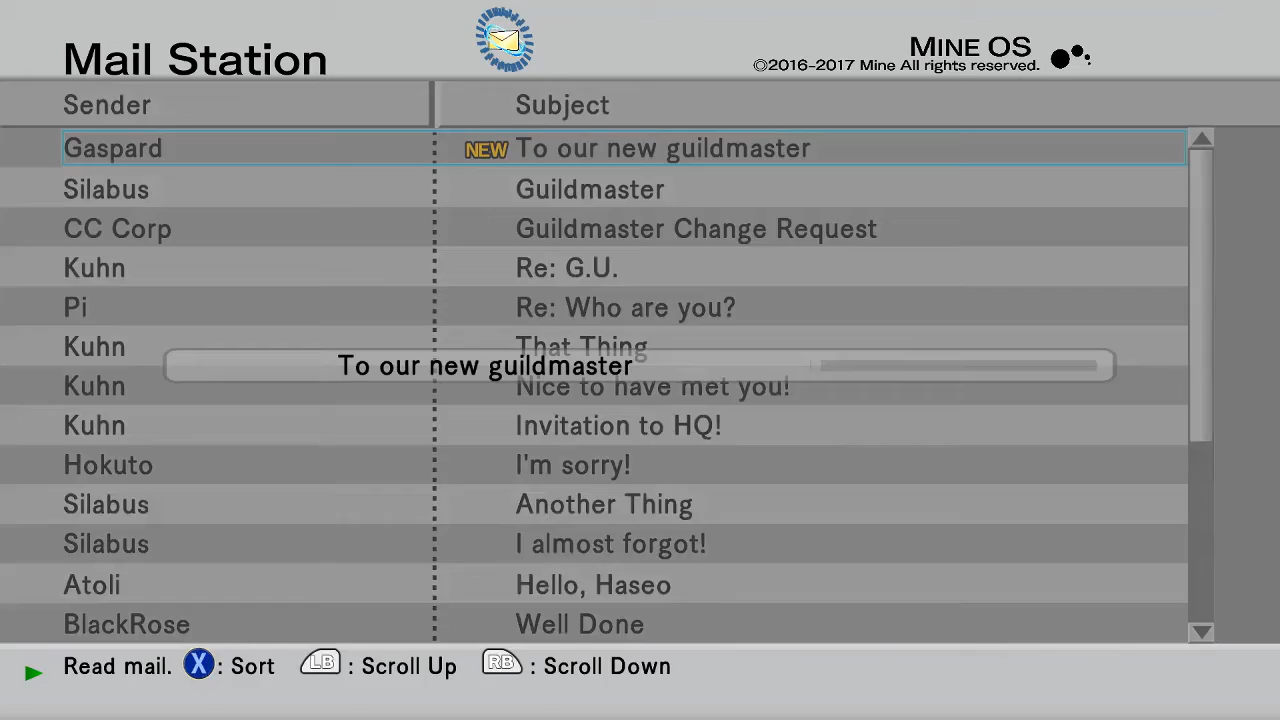 Mail Station
MINE OS
©2016-2017 Mine All rights reserved.
Sender Subject
Gaspard NEW To our new guildmaster
Silabus Guildmaster
CC Corp Guildmaster Change Request
Kuhn Re: G.U.
Pi Re: Who are you?
Kuhn That Thing
To our new guildmaster
Kuhn Nice to have met you!
Kuhn Invitation to HQ!
Hokuto I'm sorry!
Silabus Another Thing
Silabus I almost forgot!
Atoli Hello, Haseo
BlackRose Well Done
Read mail. X : Sort LB : Scroll Up RB : Scroll Down